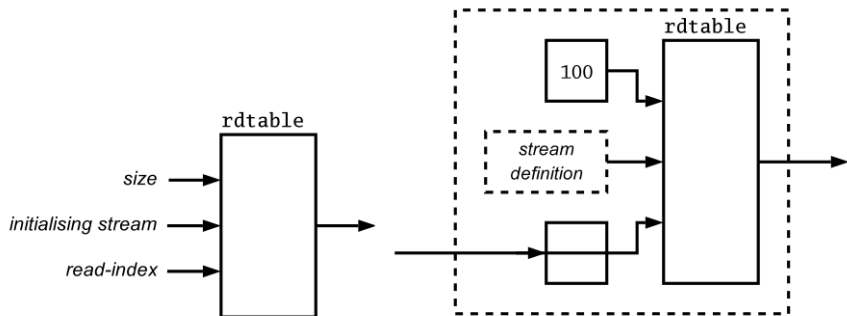 rdtable
size
initialising stream
read-index
rdtable
100
stream
definition